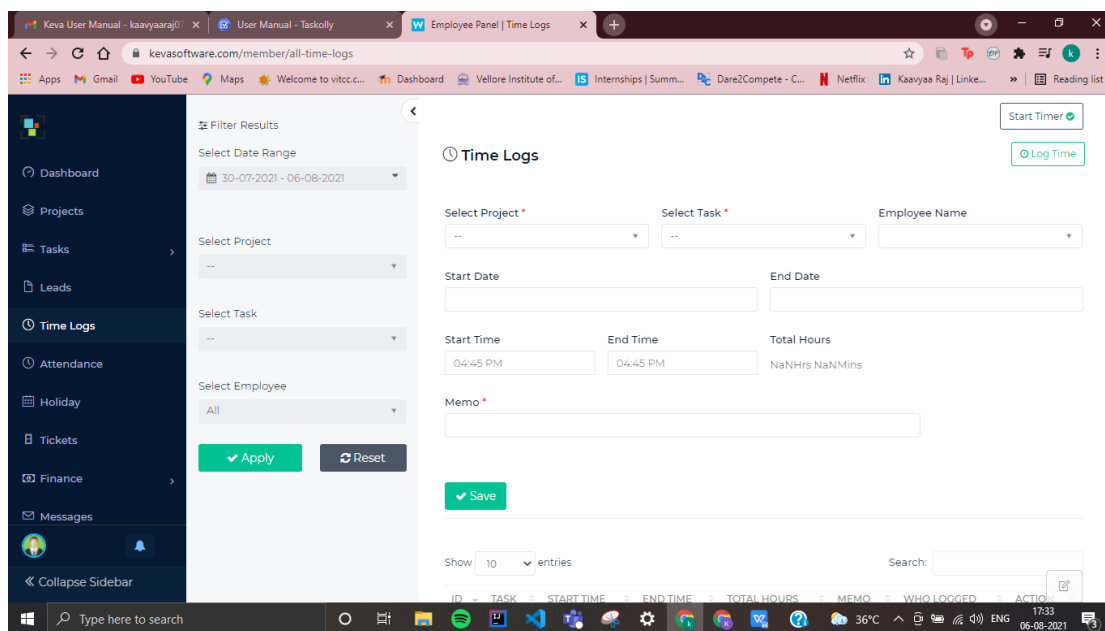 Keva User Manual - kaavyaaraj07
User Manual - Taskolly
Employee Panel | Time Logs
kevasoftware.com/member/all-time-logs
Apps Gmail YouTube Maps Welcome to vitcc.c... Dashboard Vellore Institute of... Internships | Summ... Dare2Compete - C... Netflix Kaavyaa Raj | Linke... » Reading list
Start Timer
Filter Results
Select Date Range
30-07-2021 - 06-08-2021
Select Project
--
Select Task
--
Select Employee
All
Apply Reset
Dashboard
Projects
Tasks
Leads
Time Logs
Attendance
Holiday
Tickets
Finance
Messages
Collapse Sidebar
Time Logs
Log Time
Select Project * Select Task * Employee Name
-- --
Start Date End Date
Start Time End Time Total Hours
04:45 PM 04:45 PM NaNHrs NaNMins
Memo *
Save
Show 10 entries Search:
ID TASK START TIME END TIME TOTAL HOURS MEMO WHO LOGGED ACTION
Type here to search
36°C ENG 17:33
06-08-2021